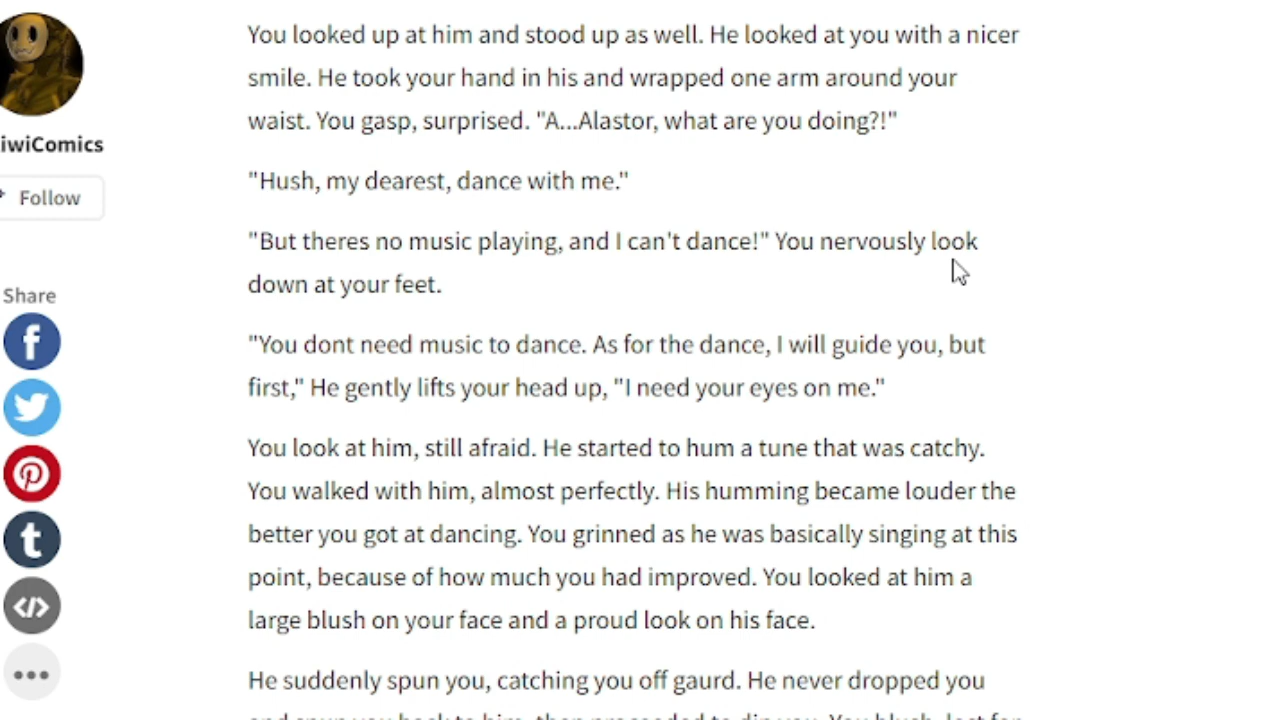 You looked up at him and stood up as well. He looked at you with a nicer
smile. He took your hand in his and wrapped one arm around your
waist. You gasp, surprised. "A...Alastor, what are you doing?!"
iwiComics
"Hush, my dearest, dance with me."
Follow
"But theres no music playing, and I can't dance!" You nervously look
down at your feet.
Share
"You dont need music to dance. As for the dance, I will guide you, but
first," He gently lifts your head up, "I need your eyes on me."
You look at him, still afraid. He started to hum a tune that was catchy.
You walked with him, almost perfectly. His humming became louder the
better you got at dancing. You grinned as he was basically singing at this
point, because of how much you had improved. You looked at him a
large blush on your face and a proud look on his face.
He suddenly spun you, catching you off gaurd. He never dropped you